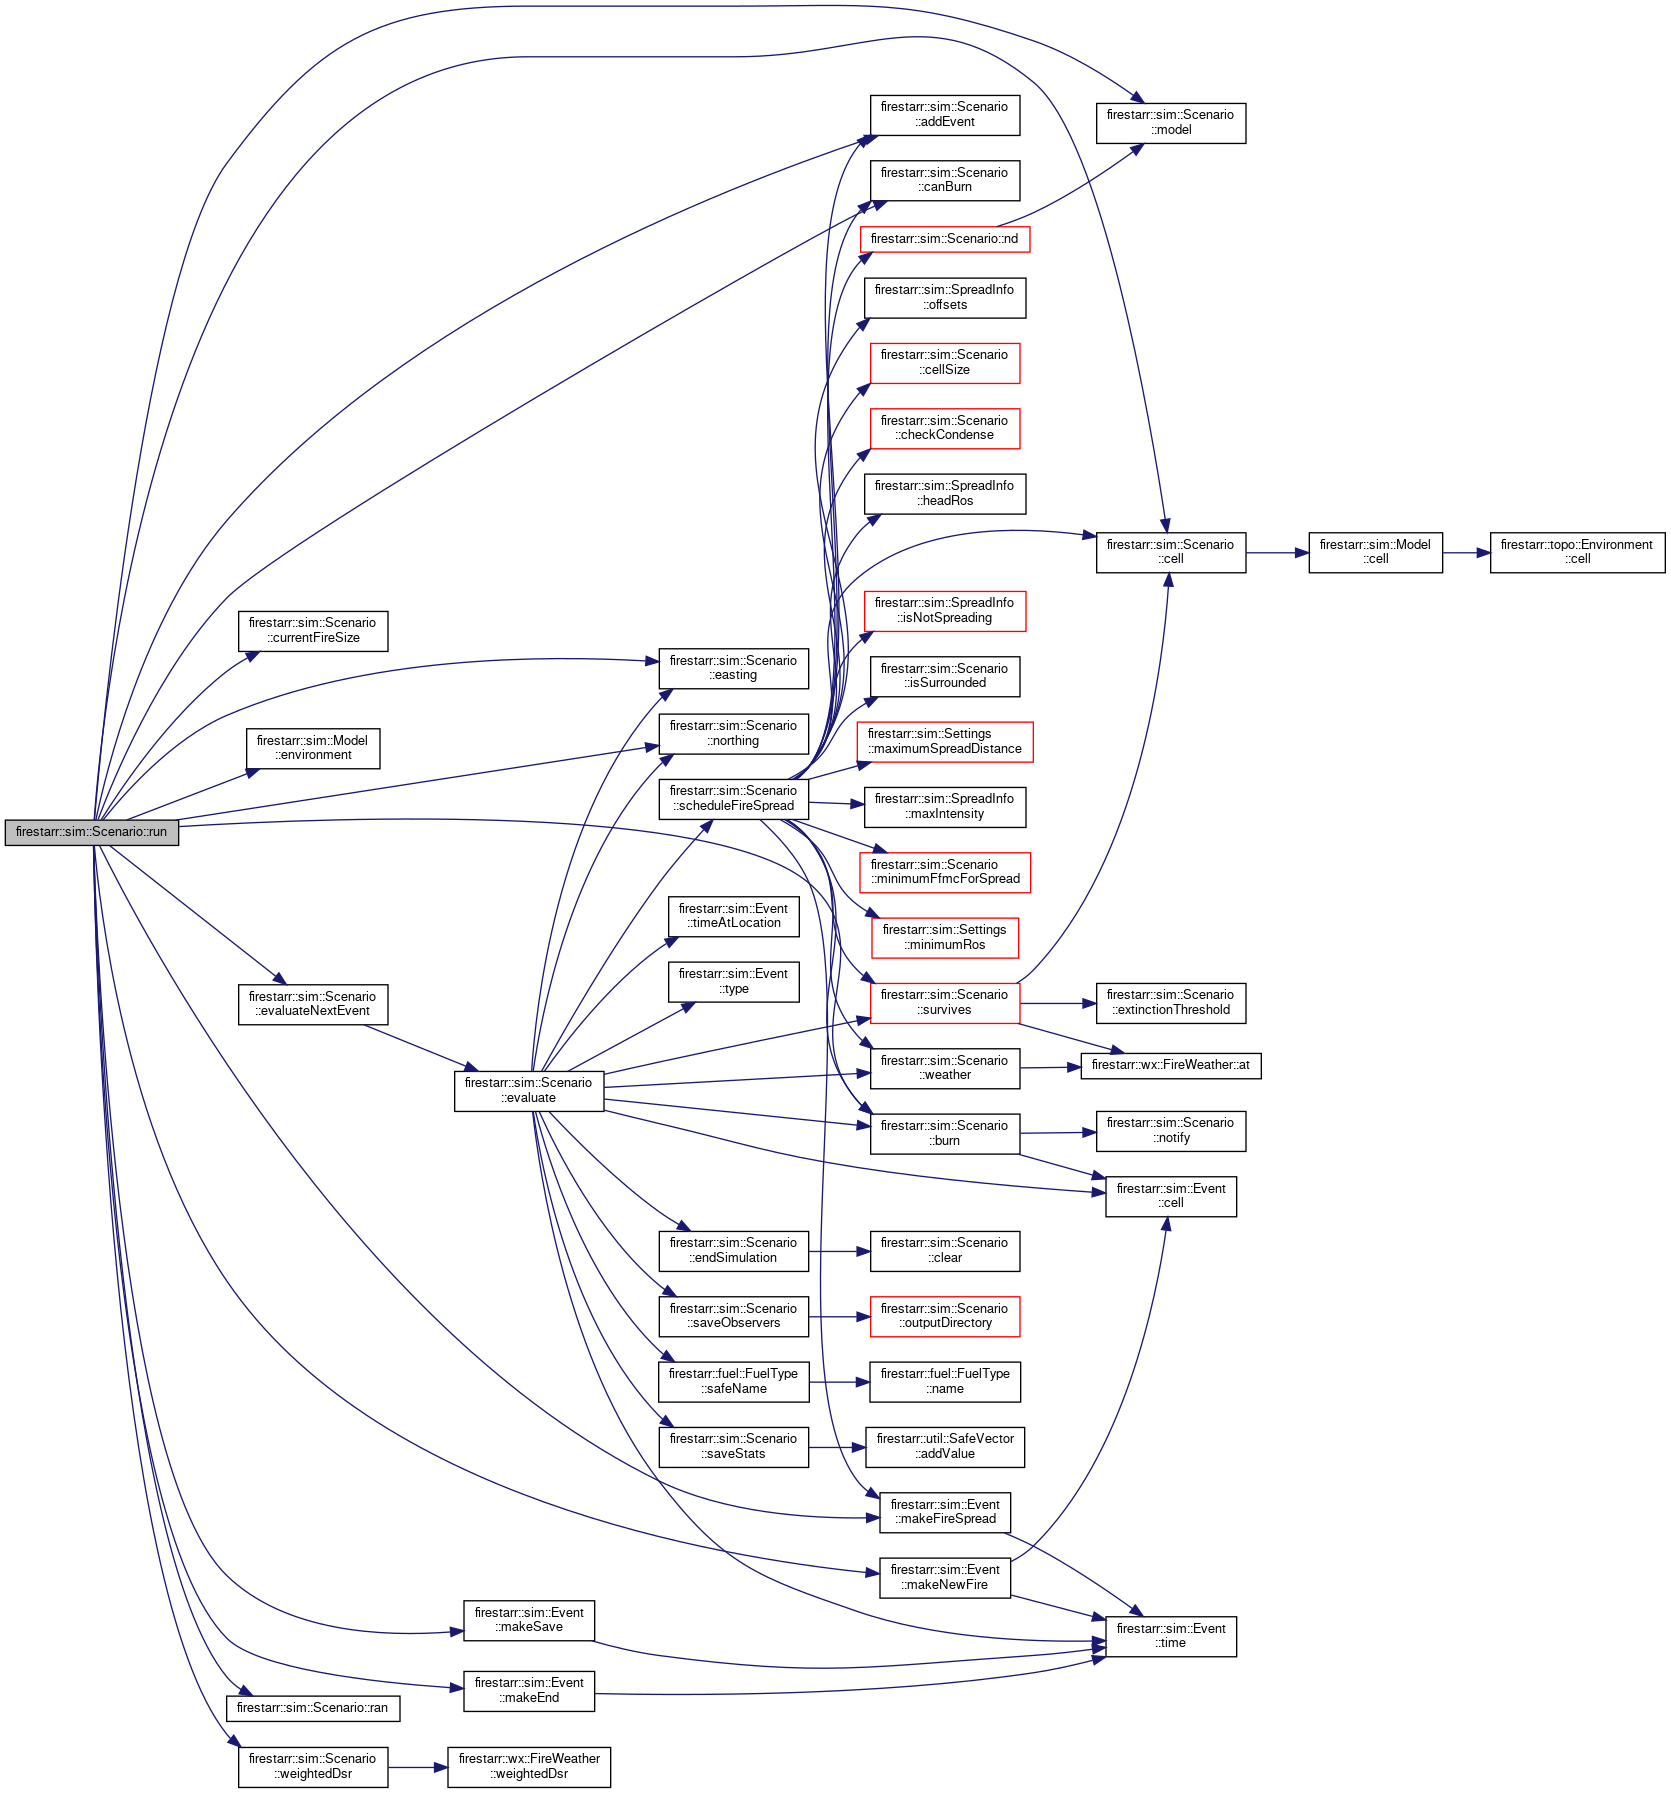 firestarr::sim::Scenario::run
firestarr::sim::Scenario
::currentFireSize
firestarr::sim::Model
::environment
firestarr::sim::Scenario
::evaluateNextEvent
firestarr::sim::Scenario::ran
firestarr::sim::Scenario
::weightedDsr
firestarr::sim::Scenario
::evaluate
firestarr::sim::Event
::makeSave
firestarr::sim::Event
::makeEnd
firestarr::wx::FireWeather
::weightedDsr
firestarr::sim::Scenario
::easting
firestarr::sim::Scenario
::northing
firestarr::sim::Scenario
::scheduleFireSpread
firestarr::sim::Event
::timeAtLocation
firestarr::sim::Event
::type
firestarr::sim::Scenario
::endSimulation
firestarr::sim::Scenario
::saveObservers
firestarr::fuel::FuelType
::safeName
firestarr::sim::Scenario
::saveStats
firestarr::sim::Scenario
::addEvent
firestarr::sim::Scenario
::canBurn
firestarr::sim::Scenario::nd
firestarr::sim::SpreadInfo
::offsets
firestarr::sim::Scenario
::cellSize
firestarr::sim::Scenario
::checkCondense
firestarr::sim::SpreadInfo
::headRos
firestarr::sim::SpreadInfo
::isNotSpreading
firestarr::sim::Scenario
::isSurrounded
firestarr::sim::Settings
::maximumSpreadDistance
firestarr::sim::SpreadInfo
::maxIntensity
firestarr::sim::Scenario
::minimumFfmcForSpread
firestarr::sim::Settings
::minimumRos
firestarr::sim::Scenario
::survives
firestarr::sim::Scenario
::weather
firestarr::sim::Scenario
::burn
firestarr::sim::Scenario
::clear
firestarr::sim::Scenario
::outputDirectory
firestarr::fuel::FuelType
::name
firestarr::util::SafeVector
::addValue
firestarr::sim::Event
::makeFireSpread
firestarr::sim::Event
::makeNewFire
firestarr::sim::Scenario
::model
firestarr::sim::Scenario
::cell
firestarr::sim::Scenario
::extinctionThreshold
firestarr::wx::FireWeather::at
firestarr::sim::Scenario
::notify
firestarr::sim::Event
::cell
firestarr::sim::Event
::time
firestarr::sim::Model
::cell
firestarr::topo::Environment
::cell